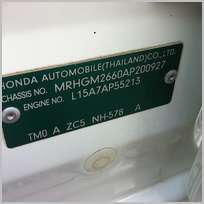 HONDA AUTOMOBILE(THAILAND)CO.,LTD.
CHASSIS NO. MRHGM2660AP200927
ENGINE NO. L15A7AP55213
TM0 A ZC5 NH-578 A